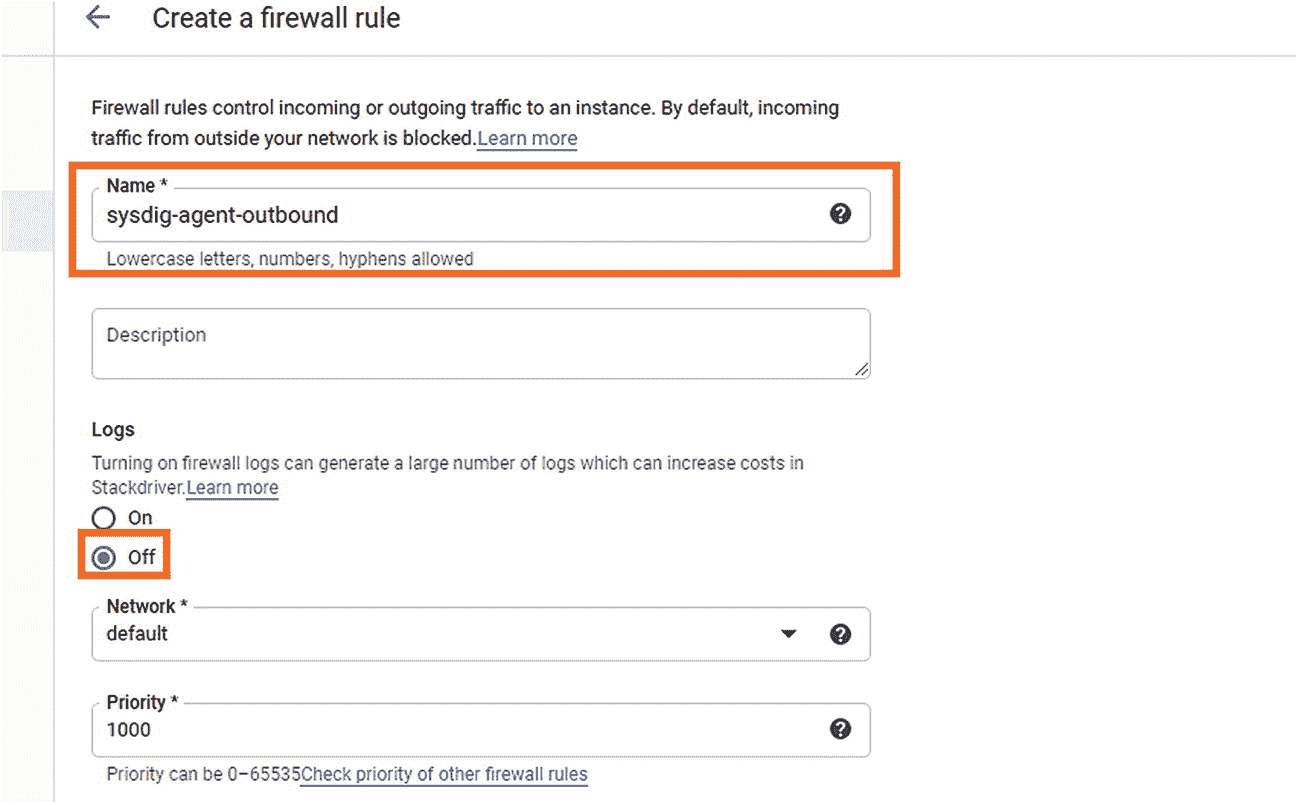 Create a firewall rule
Firewall rules control incoming or outgoing traffic to an instance. By default, incoming
traffic from outside your network is blocked.Learn more
Name *
sysdig-agent-outbound
Lowercase letters, numbers, hyphens allowed
Description
Logs
Turning on firewall logs can generate a large number of logs which can increase costs in
Stackdriver.Learn more
On
Off
Network *
default
Priority *
1000
Priority can be 0–65535Check priority of other firewall rules